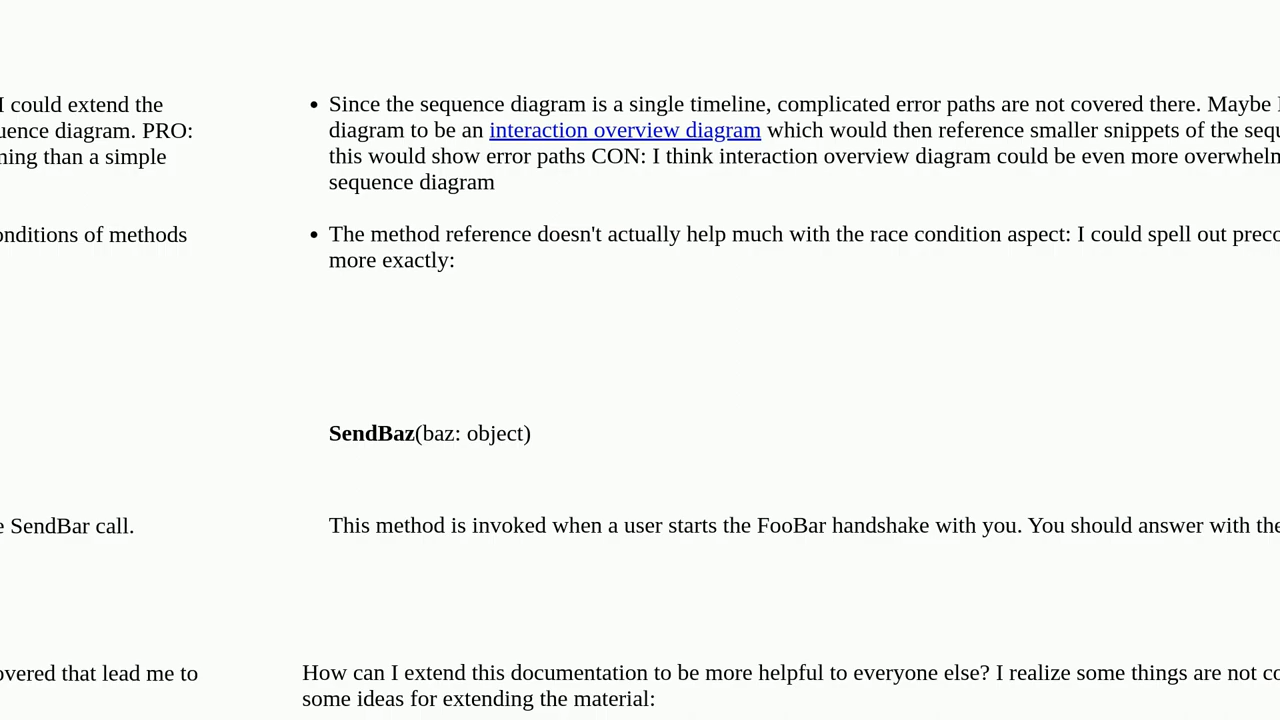 I could extend the
uence diagram. PRO:
ning than a simple
onditions of methods
e SendBar call.
overed that lead me to
Since the sequence diagram is a single timeline, complicated error paths are not covered there. Maybe I
diagram to be an interaction overview diagram which would then reference smaller snippets of the sequ
this would show error paths CON: I think interaction overview diagram could be even more overwhelm
sequence diagram
The method reference doesn't actually help much with the race condition aspect: I could spell out preco
more exactly:
SendBaz(baz: object)
This method is invoked when a user starts the FooBar handshake with you. You should answer with the
How can I extend this documentation to be more helpful to everyone else? I realize some things are not co
some ideas for extending the material: